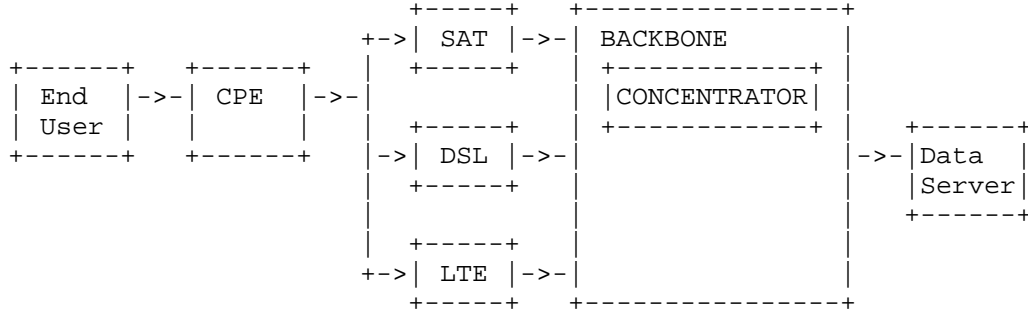 SAT
BACKBONE
End
CPE
CONCENTRATOR
User
DSL
Data
Server
LTE